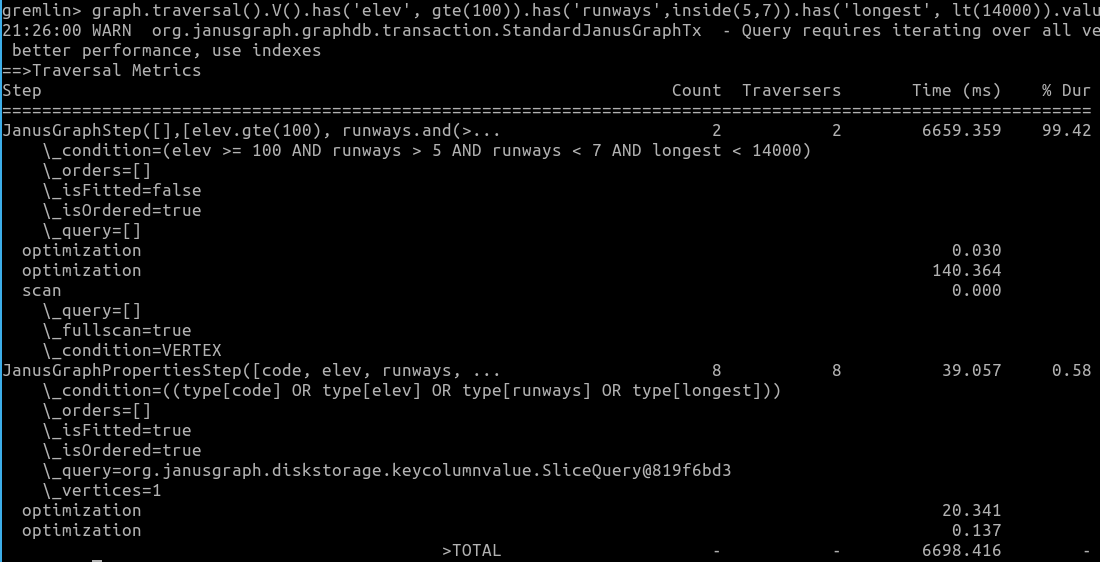 gremlin> graph.traversal().V().has('elev', gte(100)).has('runways',inside(5,7)).has('longest', lt(14000)).valu
21:26:00 WARN  org.janusgraph.graphdb.transaction.StandardJanusGraphTx  - Query requires iterating over all ve
 better performance, use indexes
==>Traversal Metrics
Step                                                               Count  Traversers       Time (ms)    % Dur
=============================================================================================================
JanusGraphStep([],[elev.gte(100), runways.and(>...                     2           2        6659.359    99.42
    \_condition=(elev >= 100 AND runways > 5 AND runways < 7 AND longest < 14000)
    \_orders=[]
    \_isFitted=false
    \_isOrdered=true
    \_query=[]
  optimization                                                                                 0.030
  optimization                                                                               140.364
  scan                                                                                         0.000
    \_query=[]
    \_fullscan=true
    \_condition=VERTEX
JanusGraphPropertiesStep([code, elev, runways, ...                     8           8          39.057     0.58
    \_condition=((type[code] OR type[elev] OR type[runways] OR type[longest]))
    \_orders=[]
    \_isFitted=true
    \_isOrdered=true
    \_query=org.janusgraph.diskstorage.keycolumnvalue.SliceQuery@819f6bd3
    \_vertices=1
  optimization                                                                                20.341
  optimization                                                                                 0.137
                                            >TOTAL                     -           -        6698.416        -